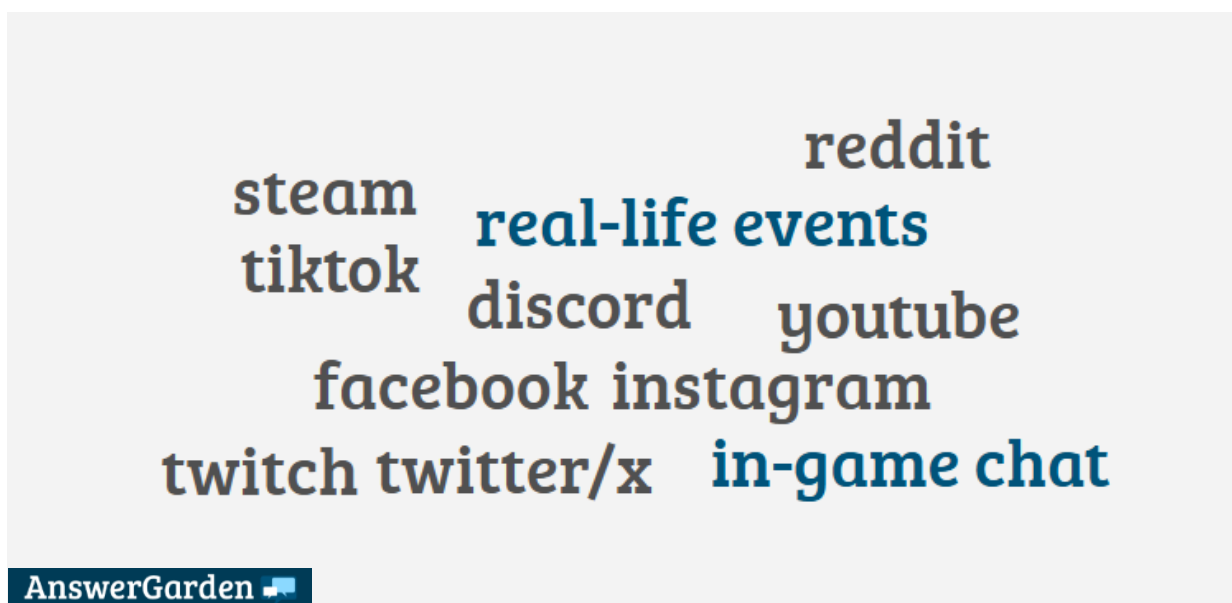 reddit
steam
real-life events
tiktok
discord
youtube
facebook instagram
twitch twitter/x in-game chat
AnswerGarden